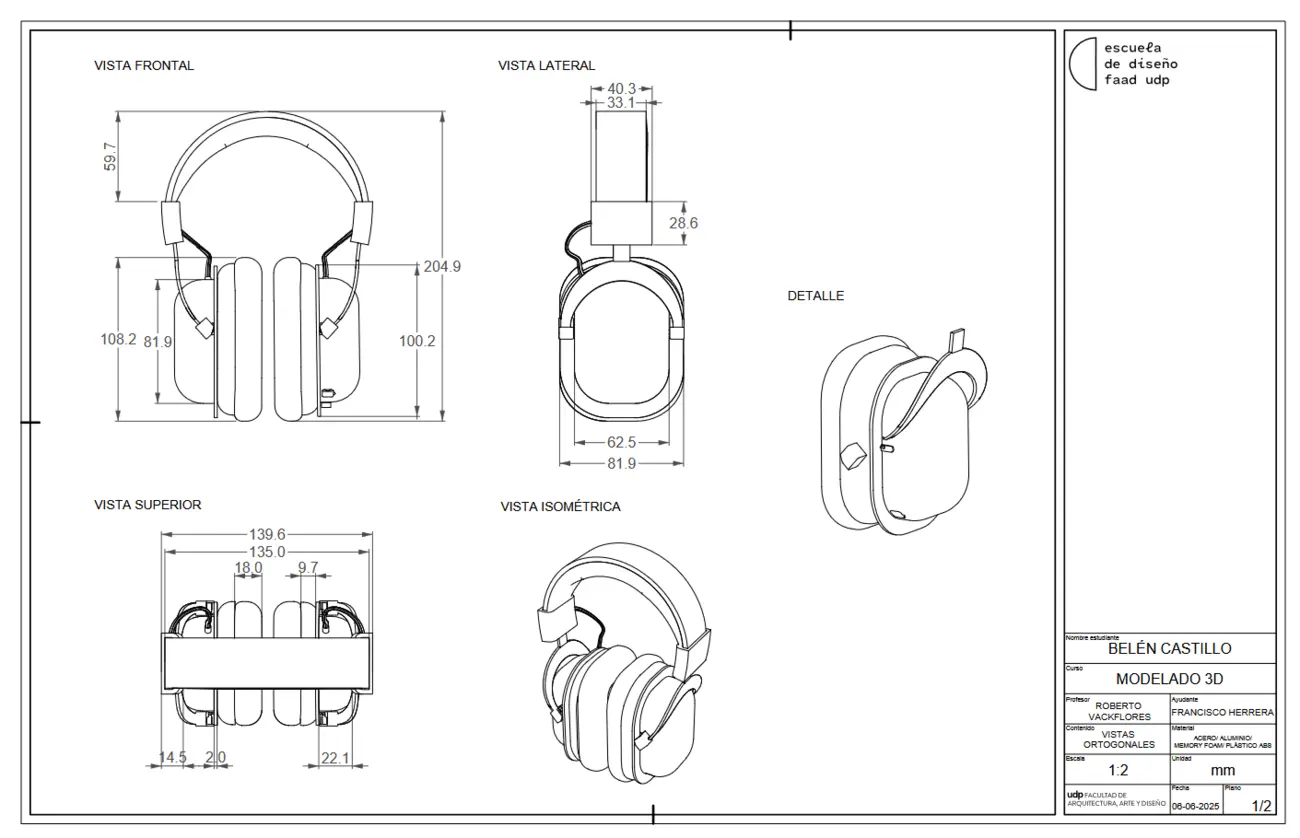 VISTA FRONTAL
59.7
204.9
108.2
81.9
100.2
VISTA LATERAL
40.3
33.1
28.6
62.5
81.9
DETALLE
VISTA SUPERIOR
139.6
135.0
18.0
9.7
14.5
2.0
22.1
VISTA ISOMÉTRICA
escuela
de diseño
faad udp
Nombre estudiante
BELÉN CASTILLO
Curso
MODELADO 3D
Profesor
ROBERTO
VACKFLORES
Ayudante
FRANCISCO HERRERA
Contenido
VISTAS
ORTOGONALES
Material
ACERO/ ALUMINIO/
MEMORY FOAM/ PLÁSTICO ABS
Escala
1:2
Unidad
mm
udp FACULTAD DE
ARQUITECTURA, ARTE Y DISEÑO
Fecha
06-06-2025
Plano
1/2